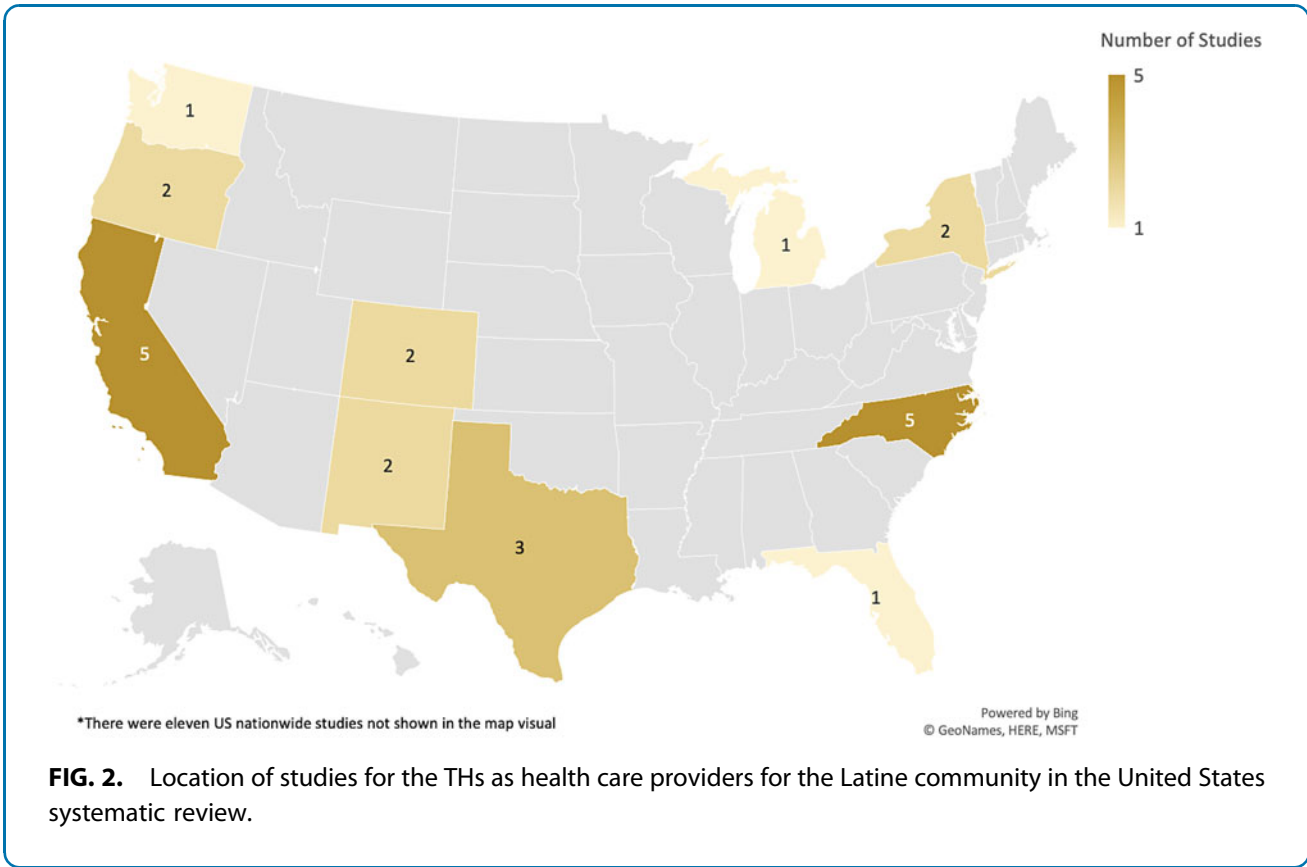 Number of Studies
5
1
1
2
1
2
5
2
5
2
3
1
*There were eleven US nationwide studies not shown in the map visual
Powered by Bing
© GeoNames, HERE, MSFT
FIG. 2. Location of studies for the THs as health care providers for the Latine community in the United States
systematic review.